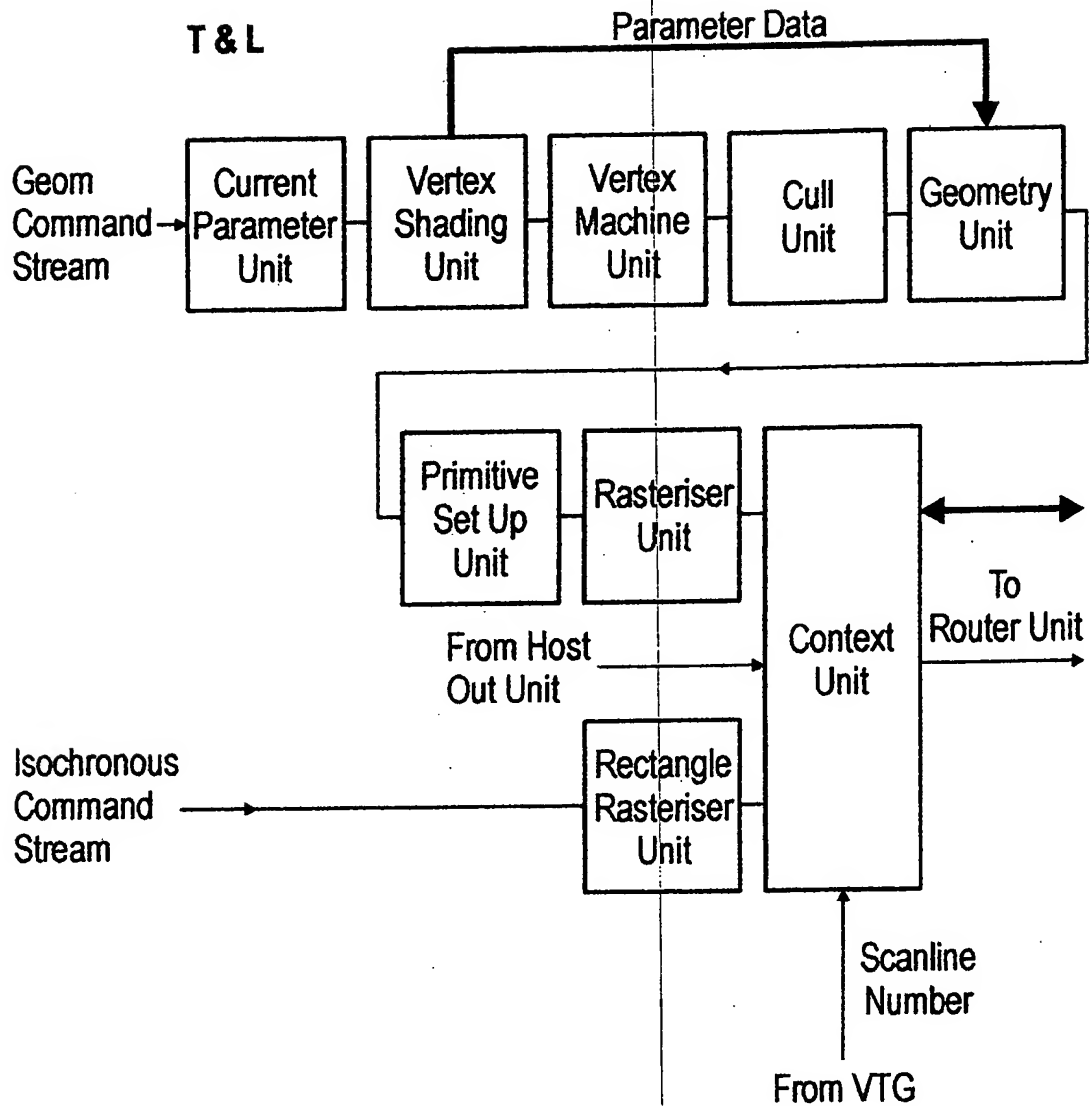 T & L
Parameter Data
Geom
Command
Stream
Current
Parameter
Unit
Vertex
Shading
Unit
Vertex
Machine
Unit
Cull
Unit
Geometry
Unit
Primitive
Set Up
Unit
Rasteriser
Unit
Context
Unit
To
Router Unit
From Host
Out Unit
Isochronous
Command
Stream
Rectangle
Rasteriser
Unit
Scanline
Number
From VTG